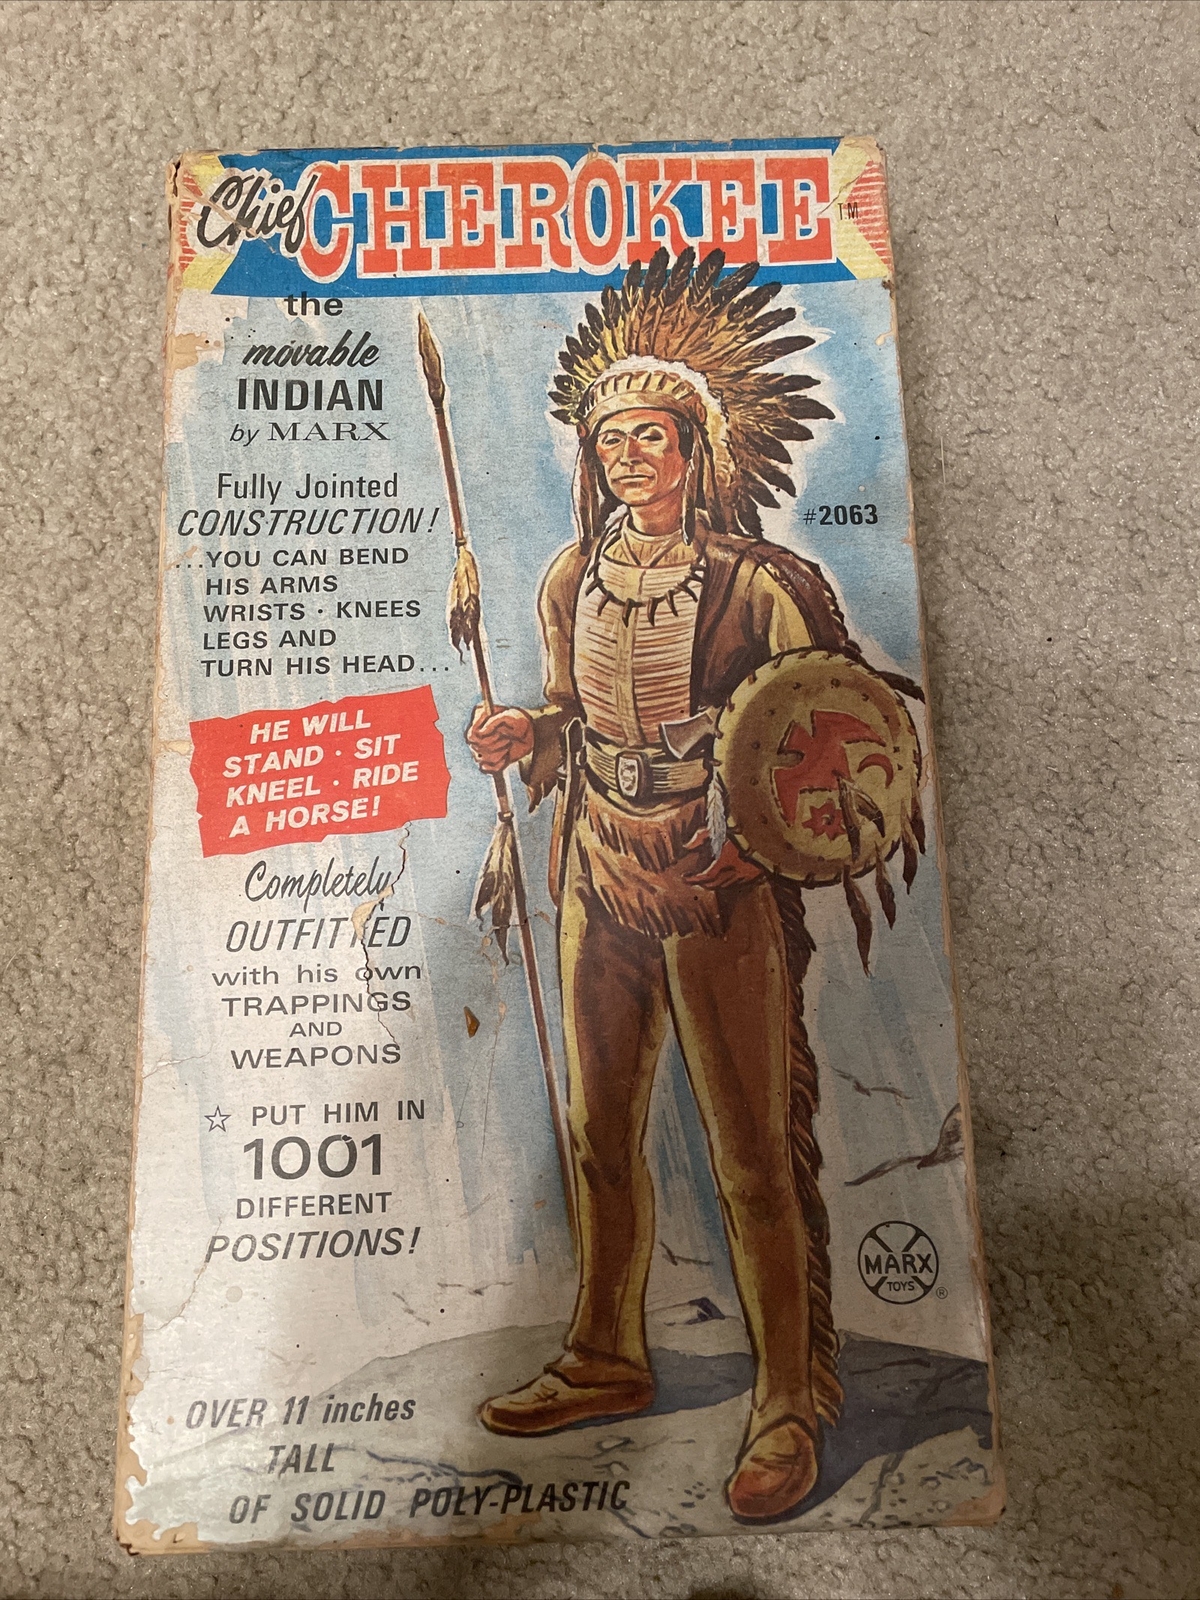 Chief CHEROKEE TM
the
movable
INDIAN
by MARX
Fully Jointed
CONSTRUCTION!
...YOU CAN BEND
HIS ARMS
WRISTS · KNEES
LEGS AND
TURN HIS HEAD...
#2063
HE WILL
STAND · SIT
KNEEL · RIDE
A HORSE!
Completely
OUTFITTED
with his own
TRAPPINGS
AND
WEAPONS
☆ PUT HIM IN
1001
DIFFERENT
POSITIONS!
MARX
TOYS
®
OVER 11 inches
TALL
OF SOLID POLY-PLASTIC